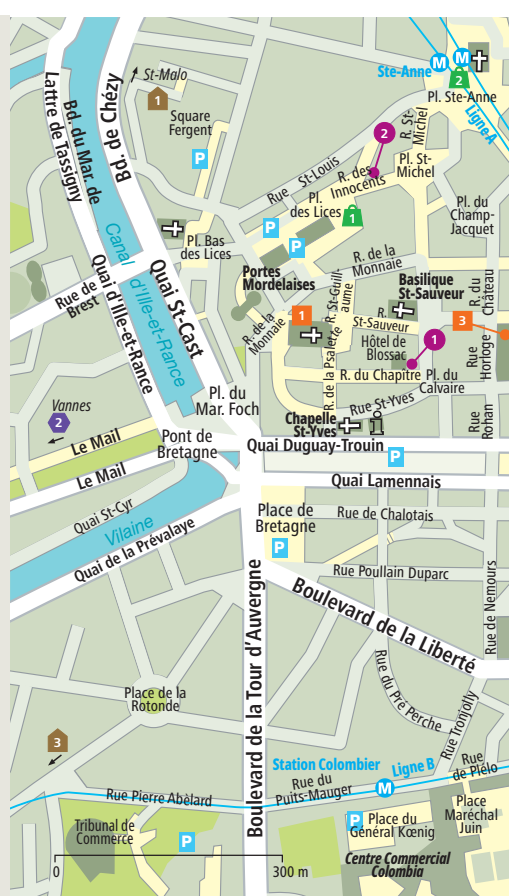 St-Malo
1
Square
Fergent
P
Bd. de Chézy
Bd. du Mar. de
Lattre de Tassigny
Ste-Anne
M
M
2
Pl. Ste-Anne
Ligne A
R. St-
Michel
2
Pl. St-
Michel
Rue St-Louis
R. des
Innocents
Pl.
des Lices
1
P
P
Pl. du
Champ-
Jacquet
Pl. Bas
des Lices
Canal
d'Ille-et-Rance
Quai St-Cast
Quai d'Ille-et-Rance
Rue de
Brest
Portes
Mordelaises
R. de la
Monnaie
R. St-Guill-
aume
Basilique
St-Sauveur
R. du
Château
1
R.
St-Sauveur
3
R. de la
Monnaie
R. de la Psalette
Hôtel de
Blossac
1
Rue
Horloge
R. du Chapitre
Pl. du
Calvaire
Rue St-Yves
Rue
Rohan
Pl. du
Mar. Foch
Chapelle
St-Yves
i
Vannes
2
Le Mail
Le Mail
Pont de
Bretagne
Quai Duguay-Trouin
P
Quai Lamennais
Quai St-Cyr
Vilaine
Quai de la Prévalaye
Place de
Bretagne
P
Rue de Chalotais
Rue Poullain Duparc
Rue de Nemours
Boulevard de la Liberté
Boulevard de la Tour d'Auvergne
Rue du Pré Perche
Rue Tronjolly
Place de la
Rotonde
3
Station Colombier
Ligne B
Rue
de Plélo
Rue du
Puits-Mauger
M
Rue Pierre Abèlard
Tribunal de
Commerce
P
P
Place du
Général Kœnig
Place
Maréchal
Juin
Centre Commercial
Colombia
0
300 m